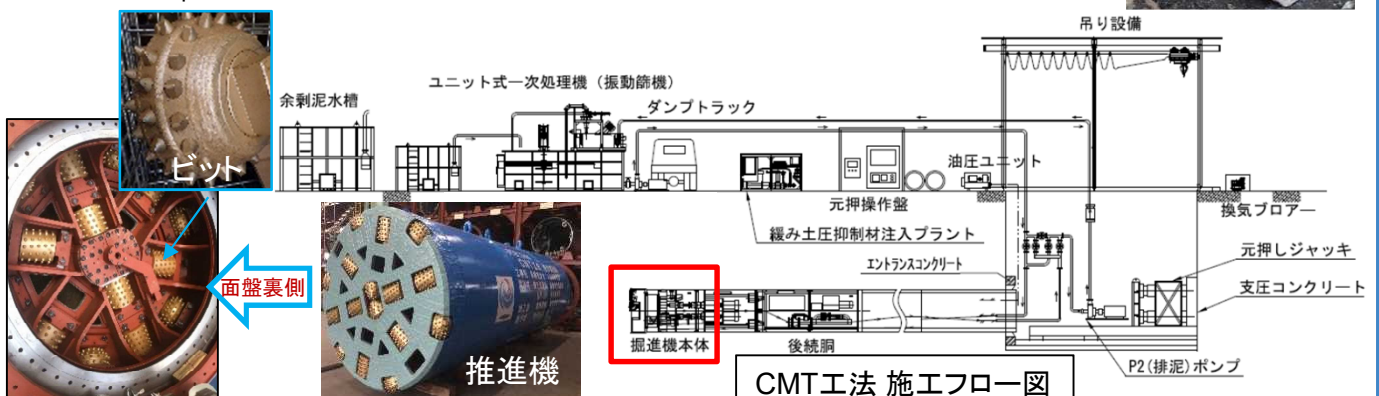 吊り設備
ユニット式一次処理機（振動篩機）
余剰泥水槽
ダンプトラック
ビット
油圧ユニット
元押操作盤
換気ブロアー
緩み土圧抑制材注入プラント
元押しジャッキ
エントランスコンクリート
面盤裏側
支圧コンクリート
掘進機本体
後続胴
推進機
P2(排泥)ポンプ
CMT工法 施工フロー図